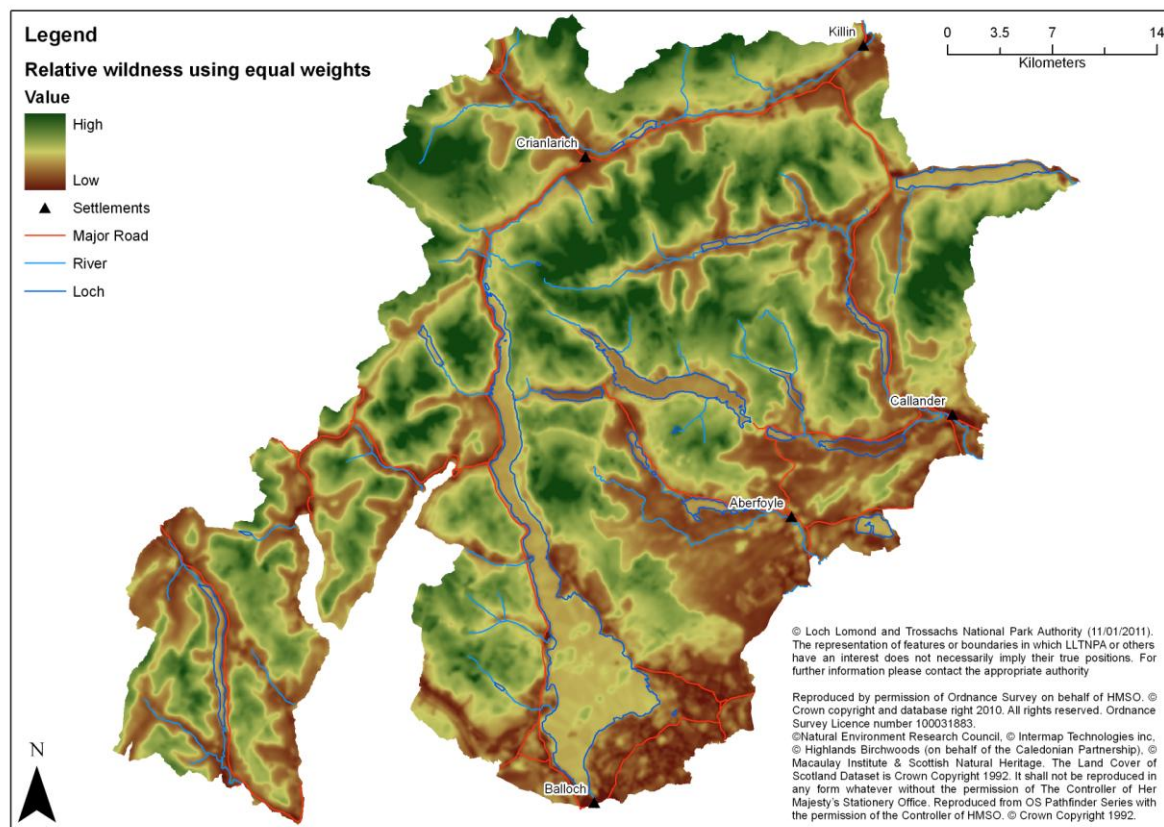 Legend
Relative wildness using equal weights
Value
High
Low
Settlements
Major Road
River
Loch
Killin
0 3.5 7 14
Kilometers
Crianlarich
Callander
Aberfoyle
Balloch
N
© Loch Lomond and Trossachs National Park Authority (11/01/2011).
The representation of features or boundaries in which LLTNPA or others
have an interest does not necessarily imply their true positions. For
further information please contact the appropriate authority
Reproduced by permission of Ordnance Survey on behalf of HMSO. ©
Crown copyright and database right 2010. All rights reserved. Ordnance
Survey Licence number 100031883.
©Natural Environment Research Council, © Intermap Technologies inc,
© Highlands Birchwoods (on behalf of the Caledonian Partnership), ©
Macaulay Institute & Scottish Natural Heritage. The Land Cover of
Scotland Dataset is Crown Copyright 1992. It shall not be reproduced in
any form whatever without the permission of The Controller of Her
Majesty's Stationery Office. Reproduced from OS Pathfinder Series with
the permission of the Controller of HMSO. © Crown Copyright 1992.